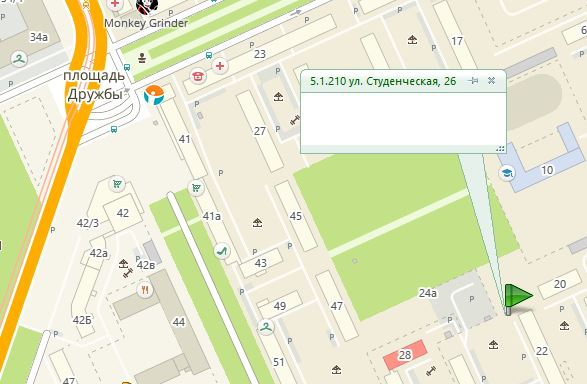 Monkey Grinder
34а
23
17
6
площадь
Дружбы
5.1.210 ул. Студенческая, 26
P
P
P
P
27
41
10
42/3
42
41а
45
42а
42в
43
42Б
44
49
47
24а
20
P
P
P
28
22
51
47
P
P